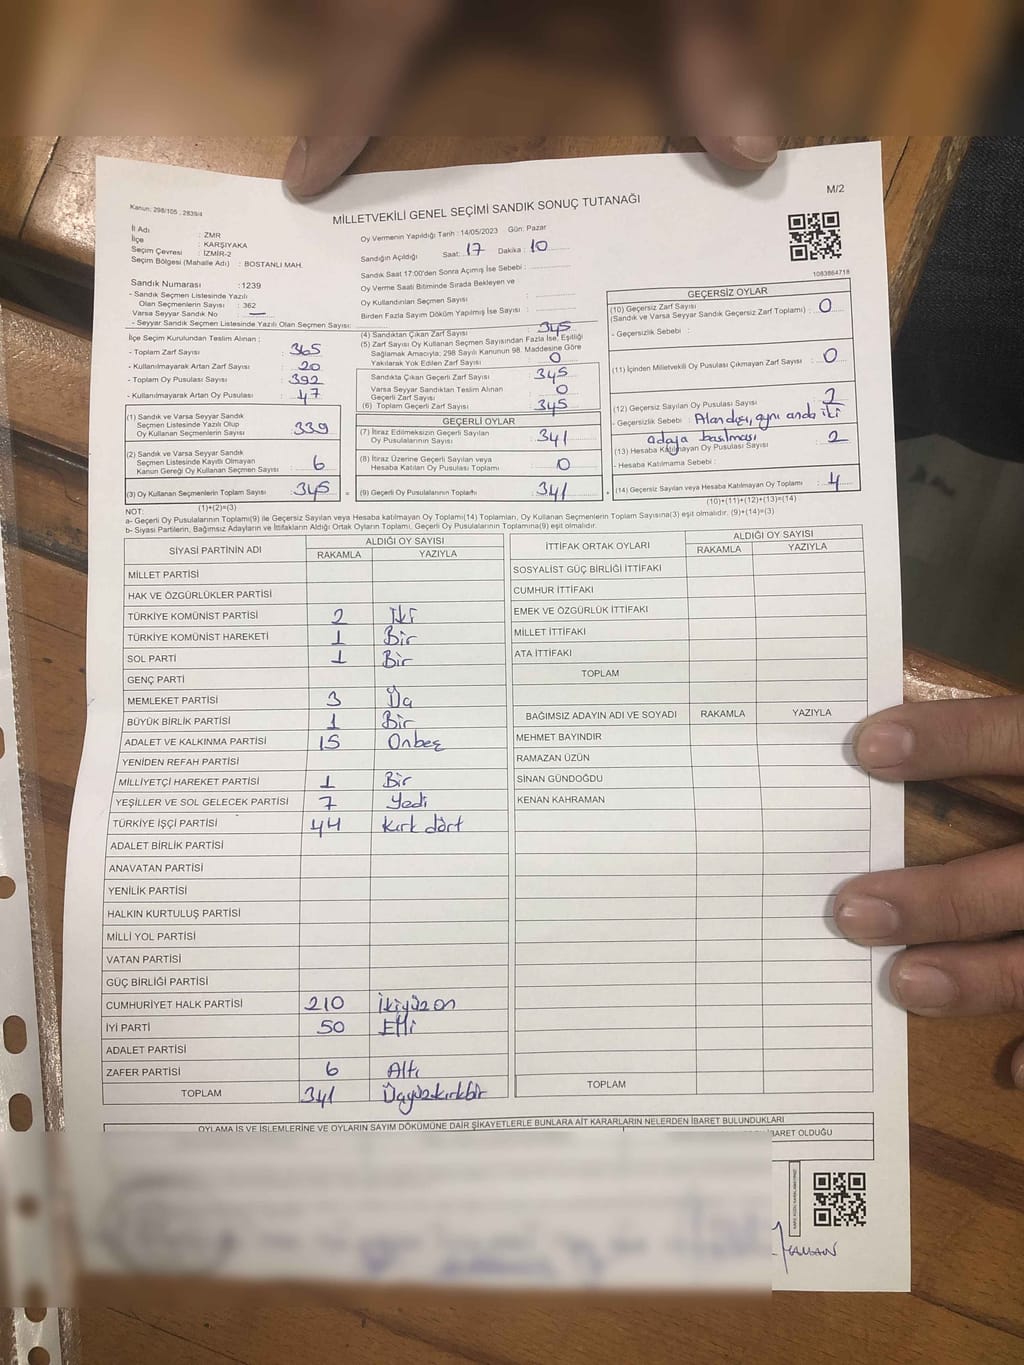 Kanun: 298/105 , 2839/4
M/2
MİLLETVEKİLİ GENEL SEÇİMİ SANDIK SONUÇ TUTANAĞI
İl Adı : ZMR
İlçe : KARŞIYAKA
Seçim Çevresi : İZMİR-2
Seçim Bölgesi (Mahalle Adı) : BOSTANLI MAH.
Sandık Numarası : 1239
- Sandık Seçmen Listesinde Yazılı
Olan Seçmenlerin Sayısı : 362
Varsa Seyyar Sandık No : —
- Seyyar Sandık Seçmen Listesinde Yazılı Olan Seçmen Sayısı:
Oy Vermenin Yapıldığı Tarih : 14/05/2023 Gün: Pazar
Sandığın Açıldığı Saat: 17 Dakika : 10
Sandık Saat 17:00'den Sonra Açımış İse Sebebi :
Oy Verme Saati Bitiminde Sırada Bekleyen ve
Oy Kullandırılan Seçmen Sayısı :
Birden Fazla Sayım Döküm Yapılmış İse Sayısı :
1083864718
İlçe Seçim Kurulundan Teslim Alınan ;
- Toplam Zarf Sayısı : 365
- Kullanılmayarak Artan Zarf Sayısı : 20
- Toplam Oy Pusulası Sayısı : 392
- Kullanılmayarak Artan Oy Pusulası : 47
(1) Sandık ve Varsa Seyyar Sandık
Seçmen Listesinde Yazılı Olup
Oy Kullanan Seçmenlerin Sayısı : 339
(2) Sandık ve Varsa Seyyar Sandık
Seçmen Listesinde Kayıtlı Olmayan
Kanun Gereği Oy Kullanan Seçmen Sayısı : 6
(3) Oy Kullanan Seçmenlerin Toplam Sayısı : 345 =
(1)+(2)=(3)
(4) Sandıktan Çıkan Zarf Sayısı : 345
(5) Zarf Sayısı Oy Kullanan Seçmen Sayısından Fazla İse, Eşitliği
Sağlamak Amacıyla; 298 Sayılı Kanunun 98. Maddesine Göre
Yakılarak Yok Edilen Zarf Sayısı : 0
Sandıkta Çıkan Geçerli Zarf Sayısı : 345
Varsa Seyyar Sandıktan Teslim Alınan
Geçerli Zarf Sayısı : 0
(6) Toplam Geçerli Zarf Sayısı : 345
GEÇERLİ OYLAR
(7) İtiraz Edilmeksizin Geçerli Sayılan
Oy Pusulalarının Sayısı : 341
(8) İtiraz Üzerine Geçerli Sayılan veya
Hesaba Katılan Oy Pusulası Toplamı : 0
(9) Geçerli Oy Pusulalarının Toplamı : 341 +
GEÇERSİZ OYLAR
(10) Geçersiz Zarf Sayısı
(Sandık ve Varsa Seyyar Sandık Geçersiz Zarf Toplamı) : 0
- Geçersizlik Sebebi :
(11) İçinden Milletvekili Oy Pusulası Çıkmayan Zarf Sayısı : 0
(12) Geçersiz Sayılan Oy Pusulası Sayısı : 2
- Geçersizlik Sebebi : Alan dışı, aynı anda iki
adaya basılması
(13) Hesaba Katılmayan Oy Pusulası Sayısı : 2
- Hesaba Katılmama Sebebi :
(14) Geçersiz Sayılan veya Hesaba Katılmayan Oy Toplamı : 4
(10)+(11)+(12)+(13)=(14)
NOT:
a- Geçerli Oy Pusulalarının Toplamı(9) ile Geçersiz Sayılan veya Hesaba Katılmayan Oy Pusulası Toplamı(14) Toplamları, Oy Kullanan Seçmenlerin Toplam Sayısına(3) eşit olmalıdır. (9)+(14)=(3)
b- Siyasi Partilerin, Bağımsız Adayların ve İttifakların Aldığı Ortak Oyların Toplamı, Geçerli Oy Pusulalarının Toplamına(9) eşit olmalıdır.
SİYASİ PARTİNİN ADI ALDIĞI OY SAYISI
RAKAMLA YAZIYLA
MİLLET PARTİSİ
HAK VE ÖZGÜRLÜKLER PARTİSİ
TÜRKİYE KOMÜNİST PARTİSİ 2 İki
TÜRKİYE KOMÜNİST HAREKETİ 1 Bir
SOL PARTİ 1 Bir
GENÇ PARTİ
MEMLEKET PARTİSİ 3 Üç
BÜYÜK BİRLİK PARTİSİ 1 Bir
ADALET VE KALKINMA PARTİSİ 15 Onbeş
YENİDEN REFAH PARTİSİ
MİLLİYETÇİ HAREKET PARTİSİ 1 Bir
YEŞİLLER VE SOL GELECEK PARTİSİ 7 Yedi
TÜRKİYE İŞÇİ PARTİSİ 44 Kırk dört
ADALET BİRLİK PARTİSİ
ANAVATAN PARTİSİ
YENİLİK PARTİSİ
HALKIN KURTULUŞ PARTİSİ
MİLLİ YOL PARTİSİ
VATAN PARTİSİ
GÜÇ BİRLİĞİ PARTİSİ
CUMHURİYET HALK PARTİSİ 210 İkiyüz on
İYİ PARTİ 50 Elli
ADALET PARTİSİ
ZAFER PARTİSİ 6 Altı
TOPLAM 341 Üçyüzkırkbir
İTTİFAK ORTAK OYLARI ALDIĞI OY SAYISI
RAKAMLA YAZIYLA
SOSYALİST GÜÇ BİRLİĞİ İTTİFAKI
CUMHUR İTTİFAKI
EMEK VE ÖZGÜRLÜK İTTİFAKI
MİLLET İTTİFAKI
ATA İTTİFAKI
TOPLAM
BAĞIMSIZ ADAYIN ADI VE SOYADI RAKAMLA YAZIYLA
MEHMET BAYINDIR
RAMAZAN ÜZÜN
SİNAN GÜNDOĞDU
KENAN KAHRAMAN
TOPLAM
OYLAMA İŞ VE İŞLEMLERİNE VE OYLARIN SAYIM DÖKÜMÜNE DAİR ŞİKAYETLERLE BUNLARA AİT KARARLARIN NELERDEN İBARET BULUNDUKLARI
İBARET OLDUĞU